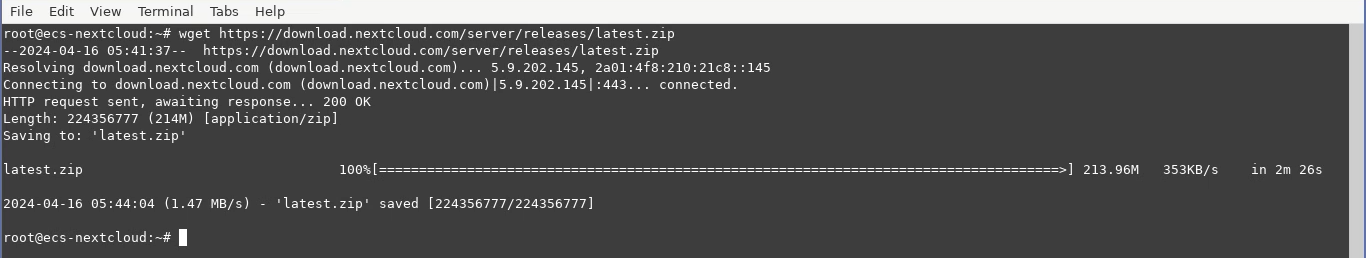 File Edit View Terminal Tabs Help
root@ecs-nextcloud:~# wget https://download.nextcloud.com/server/releases/latest.zip
--2024-04-16 05:41:37--  https://download.nextcloud.com/server/releases/latest.zip
Resolving download.nextcloud.com (download.nextcloud.com)... 5.9.202.145, 2a01:4f8:210:21c8::145
Connecting to download.nextcloud.com (download.nextcloud.com)|5.9.202.145|:443... connected.
HTTP request sent, awaiting response... 200 OK
Length: 224356777 (214M) [application/zip]
Saving to: 'latest.zip'
latest.zip                                100%[=====================================================================================>] 213.96M   353KB/s    in 2m 26s
2024-04-16 05:44:04 (1.47 MB/s) - 'latest.zip' saved [224356777/224356777]
root@ecs-nextcloud:~#